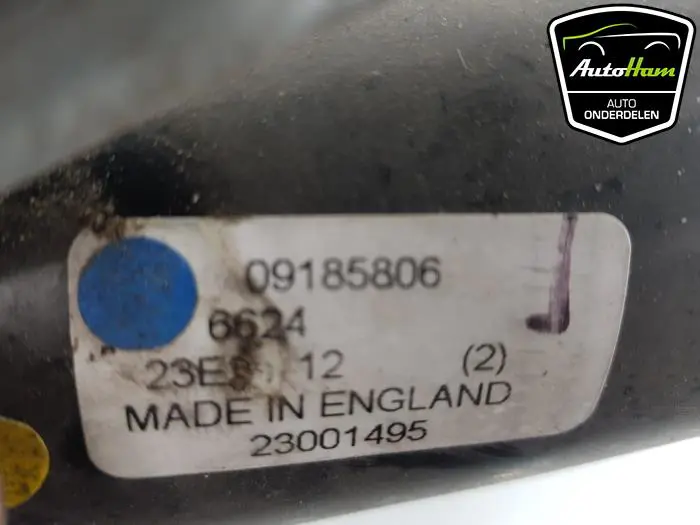 AutoHam
AUTO
ONDERDELEN
09185806
6624
12 (2)
MADE IN ENGLAND
23001495